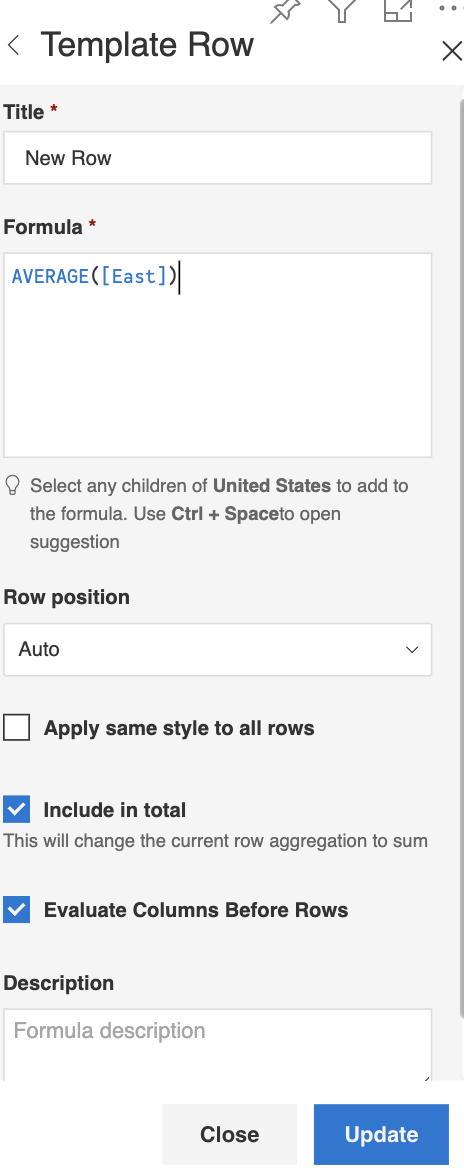 Template Row
Title *
New Row
Formula *
AVERAGE([East])
Select any children of United States to add to
the formula. Use Ctrl + Spaceto open
suggestion
Row position
Auto
Apply same style to all rows
Include in total
This will change the current row aggregation to sum
Evaluate Columns Before Rows
Description
Formula description
Close
Update